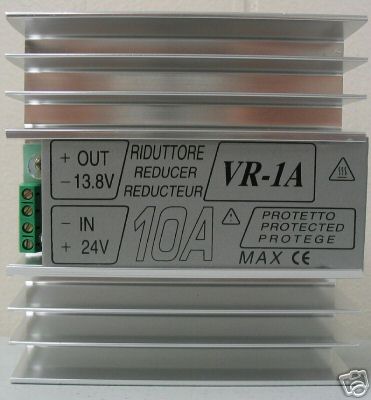 + OUT
- 13.8V
RIDUTTORE
REDUCER
REDUCTEUR
VR-1A
- IN
+ 24V
10A
PROTETTO
PROTECTED
PROTEGE
MAX CE